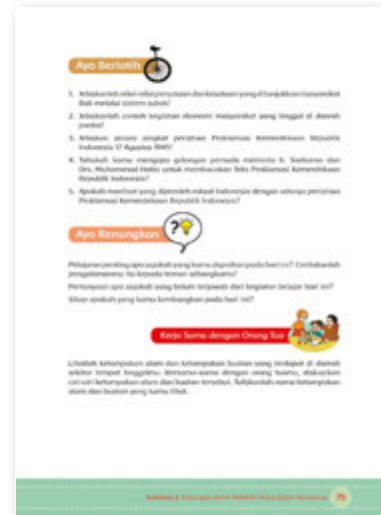 Ayo Berlatih
1. Jelaskanlah nilai-nilai persatuan dan kesatuan yang ditunjukkan masyarakat
Bali melalui sistem subak!
2. Jelaskanlah contoh kegiatan ekonomi masyarakat yang tinggal di daerah
pantai!
3. Jelaskan secara singkat peristiwa Proklamasi Kemerdekaan Republik
Indonesia 17 Agustus 1945!
4. Tahukah kamu mengapa golongan pemuda meminta Ir. Soekarno dan
Drs. Muhammad Hatta untuk membacakan Teks Proklamasi Kemerdekaan
Republik Indonesia?
5. Apakah manfaat yang diperoleh rakyat Indonesia dengan adanya peristiwa
Proklamasi Kemerdekaan Republik Indonesia?
Ayo Renungkan
Pelajaran penting apa sajakah yang kamu dapatkan pada hari ini? Ceritakanlah
pengalamanmu itu kepada teman sebangkumu!
Pertanyaan apa sajakah yang belum terjawab dari kegiatan belajar hari ini?
Sikap apakah yang kamu kembangkan pada hari ini?
Kerja Sama dengan Orang Tua
Lihatlah ketampakan alam dan ketampakan buatan yang terdapat di daerah
sekitar tempat tinggalmu. Bersama-sama dengan orang tuamu, diskusikan
ciri-ciri ketampakan alam dan buatan tersebut. Tuliskanlah nama ketampakan
alam dan buatan yang kamu lihat.
75